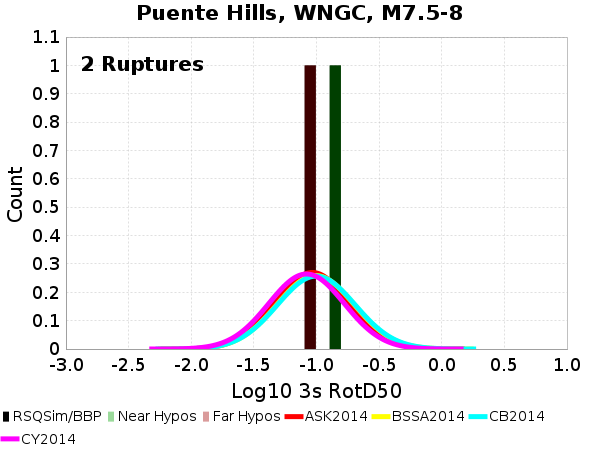 Puente Hills, WNGC, M7.5-8
2 Ruptures
1.1
1
0.9
0.8
0.7
0.6
0.5
0.4
0.3
0.2
0.1
0
Count
-3.0 -2.5 -2.0 -1.5 -1.0 -0.5 0.0 0.5 1.0
Log10 3s RotD50
RSQSim/BBP Near Hypos Far Hypos ASK2014 BSSA2014 CB2014
CY2014